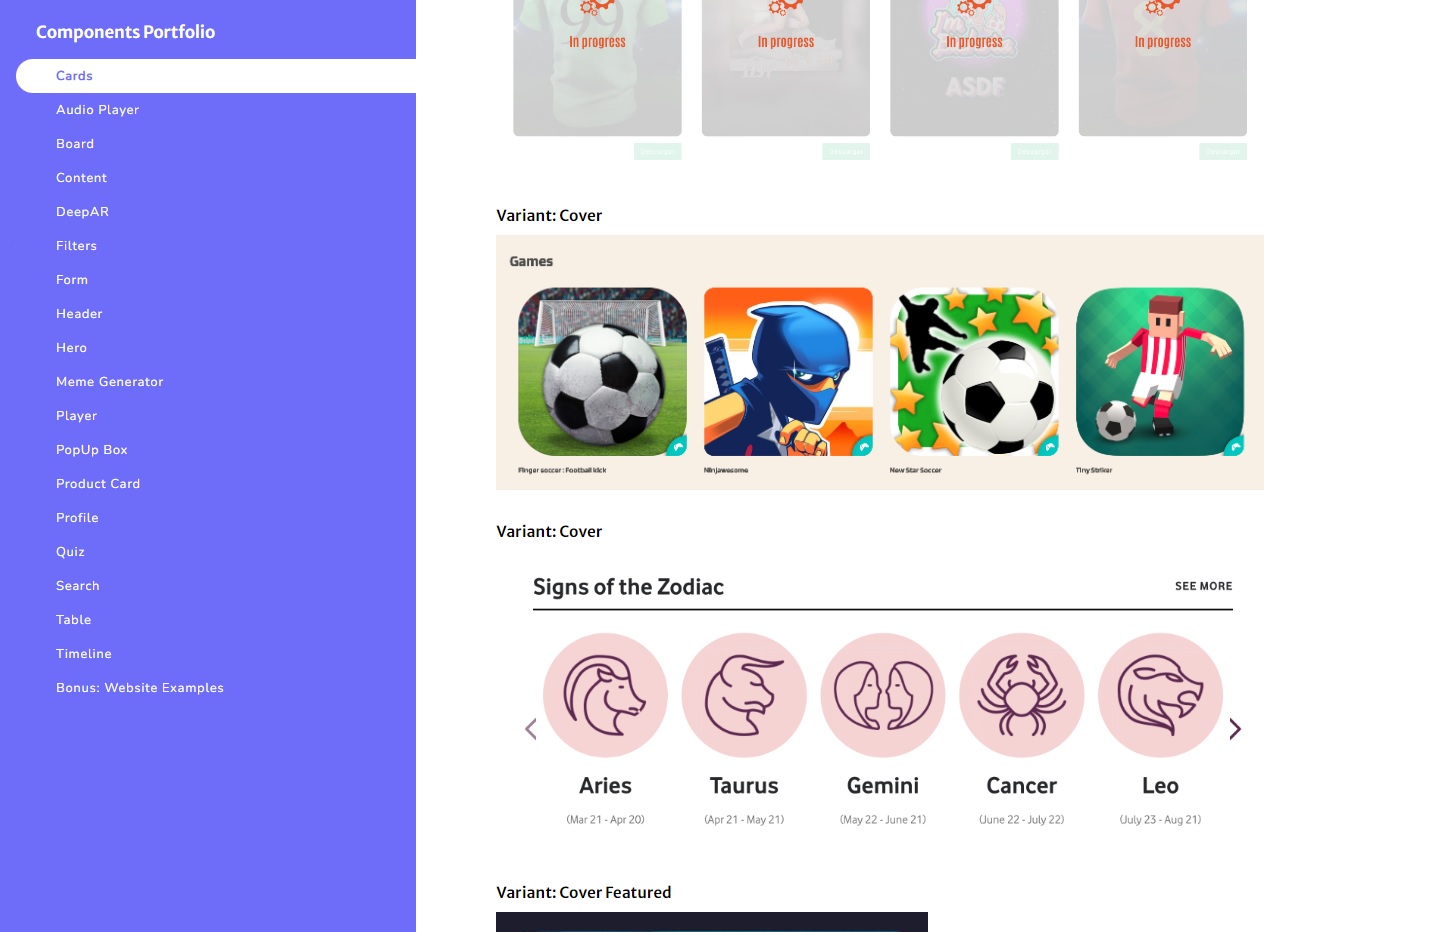 Components Portfolio
Cards
Audio Player
Board
Content
DeepAR
Filters
Form
Header
Hero
Meme Generator
Player
PopUp Box
Product Card
Profile
Quiz
Search
Table
Timeline
Bonus: Website Examples
99
In progress In progress In progress In progress
ASDF
Variant: Cover
Games
Finger soccer : Football kick Ninjawesome New Star Soccer Tiny Striker
Variant: Cover
Signs of the Zodiac SEE MORE
Aries Taurus Gemini Cancer Leo
(Mar 21 - Apr 20) (Apr 21 - May 21) (May 22 - June 21) (June 22 - July 22) (July 23 - Aug 21)
Variant: Cover Featured